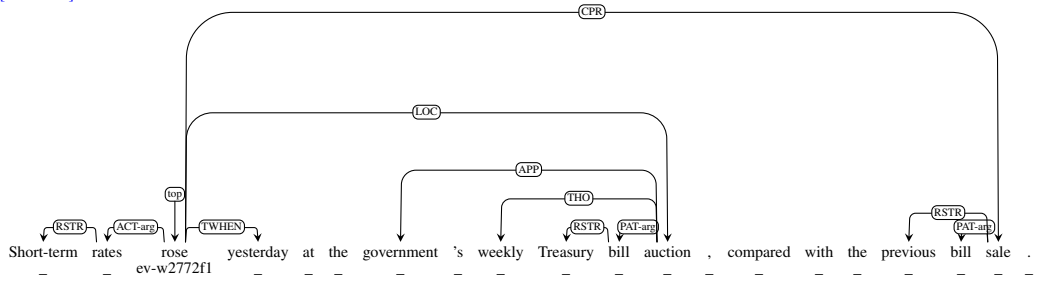 CPR
LOC
APP
THO
top
RSTR
RSTR ACT-arg TWHEN RSTR PAT-arg PAT-arg
Short-term rates rose yesterday at the government 's weekly Treasury bill auction , compared with the previous bill sale .
_ _ ev-w2772f1 _ _ _ _ _ _ _ _ _ _ _ _ _ _ _ _ _